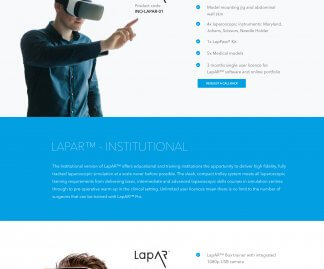 LapAR™
Product code:
INO-LAPAR-01
Model mounting jig and abdominal
wall skin
4x laparoscopic instruments: Maryland,
Johans, Scissors, Needle Holder
1x LapPass® Kit
5x Medical models
3 months single user licence for
LapAR™ software and online portfolio
REQUEST A CALLBACK
LAPAR™ - INSTITUTIONAL
The Institutional version of LapAR™ offers educational and training institutions the opportunity to deliver high fidelity, fully
tracked laparoscopic simulation at a scale never before possible. The sleek, compact trolley system meets all laparoscopic
training requirements from delivering basic, intermediate and advanced laparoscopic skills courses in simulation centres
through to pre-operative warm up in the clinical setting. Unlimited user licences mean there is no limit to the number of
surgeons that can be trained with LapAR™ Pro.
LapAR™
LapAR™ Box-trainer with integrated
1080p USB camera